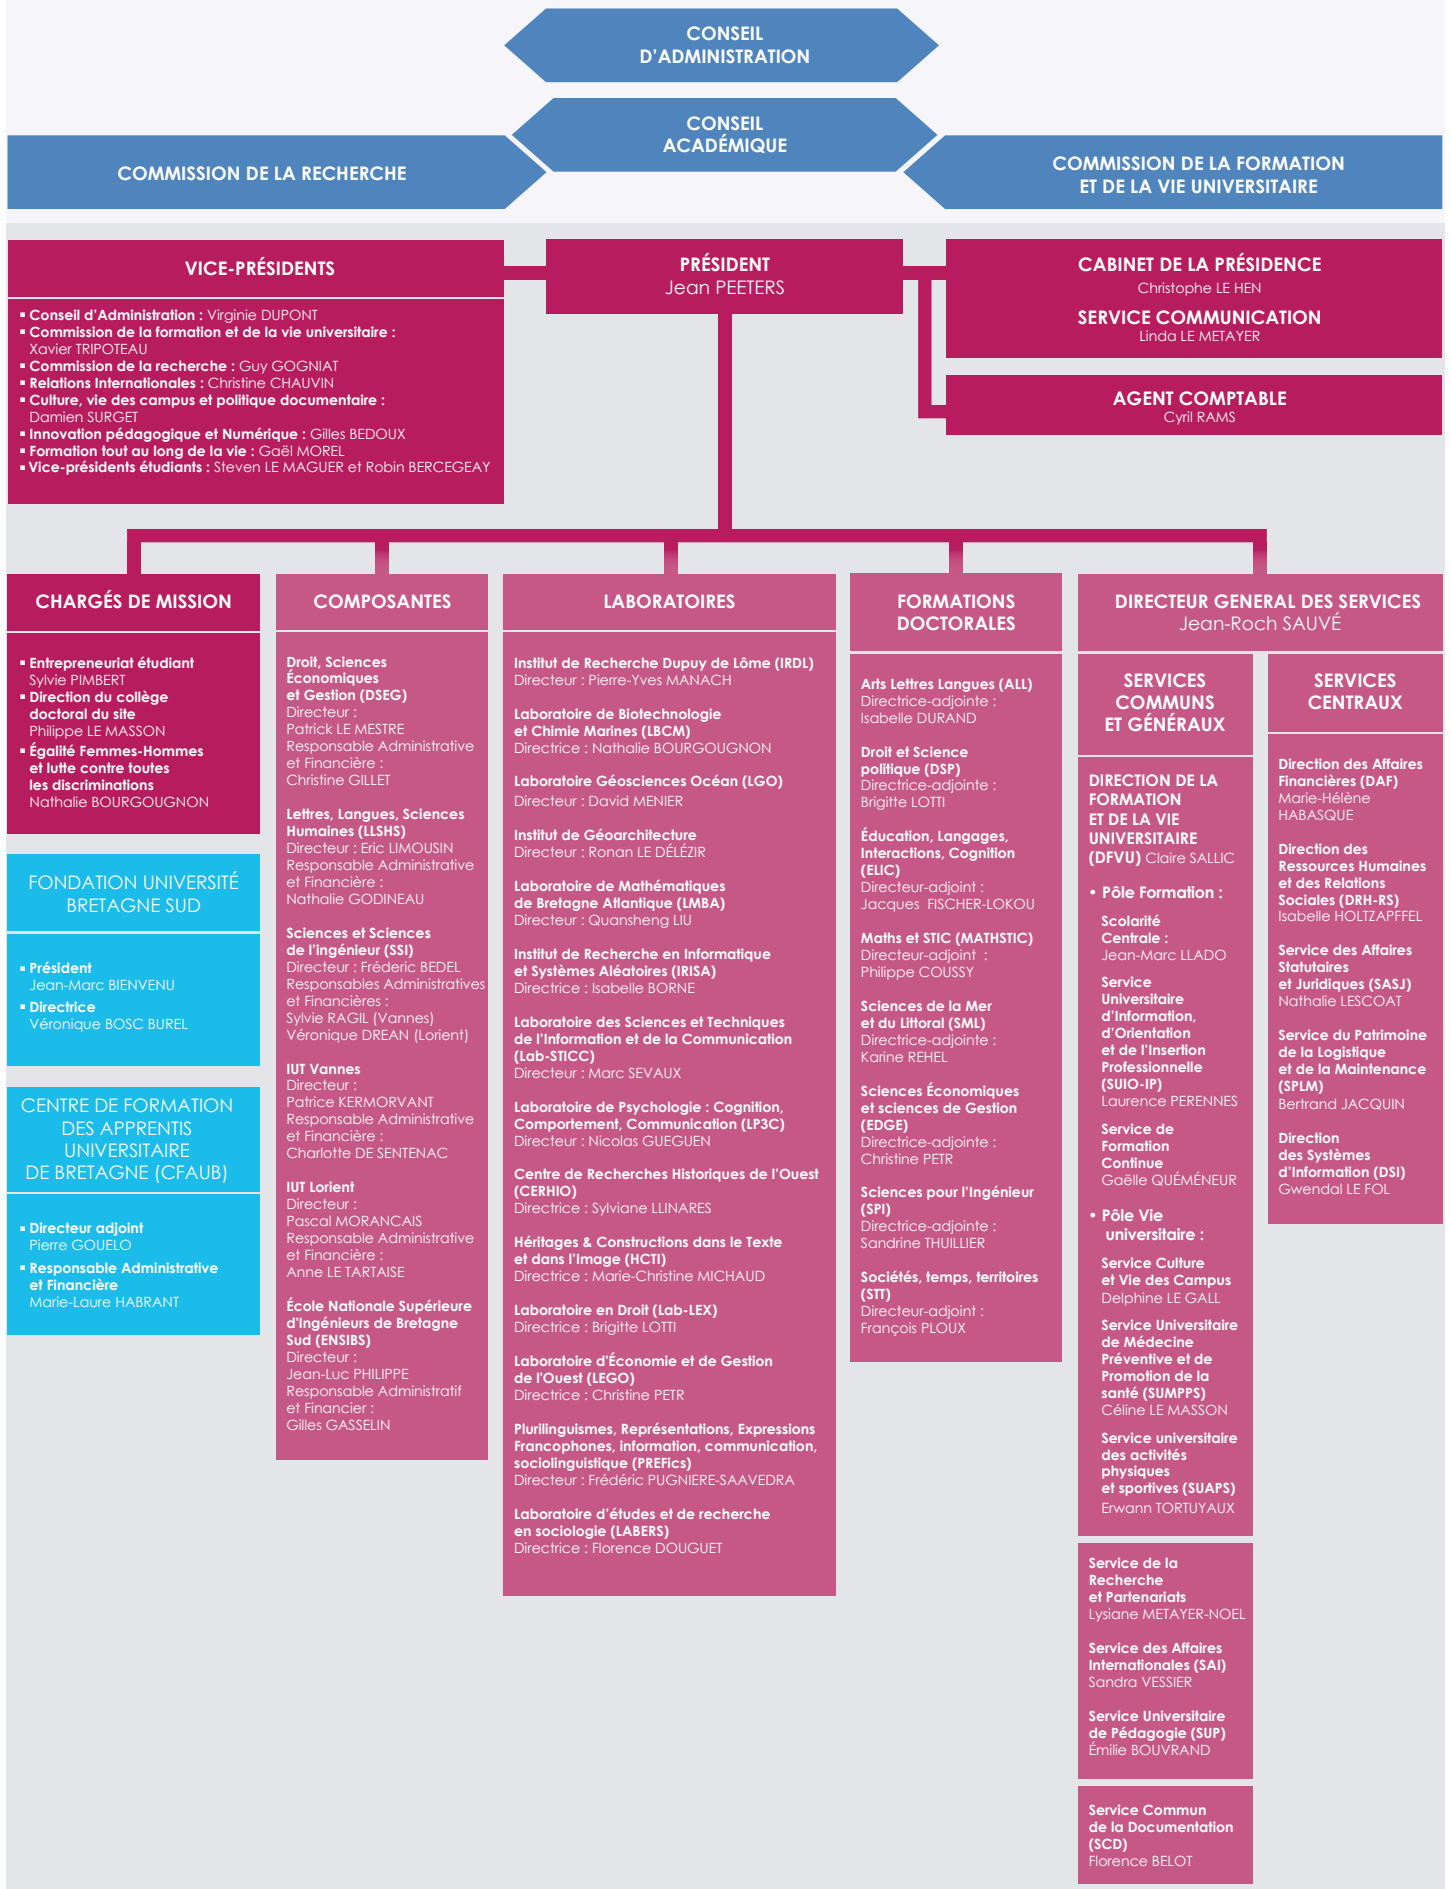 CONSEIL
D'ADMINISTRATION
CONSEIL
ACADÉMIQUE
COMMISSION DE LA RECHERCHE
COMMISSION DE LA FORMATION
ET DE LA VIE UNIVERSITAIRE
VICE-PRÉSIDENTS
▪ Conseil d'Administration : Virginie DUPONT
▪ Commission de la formation et de la vie universitaire :
Xavier TRIPOTEAU
▪ Commission de la recherche : Guy GOGNIAT
▪ Relations Internationales : Christine CHAUVIN
▪ Culture, vie des campus et politique documentaire :
Damien SURGET
▪ Innovation pédagogique et Numérique : Gilles BEDOUX
▪ Formation tout au long de la vie : Gaël MOREL
▪ Vice-présidents étudiants : Steven LE MAGUER et Robin BERCEGEAY
PRÉSIDENT
Jean PEETERS
CABINET DE LA PRÉSIDENCE
Christophe LE HEN
SERVICE COMMUNICATION
Linda LE METAYER
AGENT COMPTABLE
Cyril RAMS
CHARGÉS DE MISSION
▪ Entrepreneuriat étudiant
Sylvie PIMBERT
▪ Direction du collège
doctoral du site
Philippe LE MASSON
▪ Égalité Femmes-Hommes
et lutte contre toutes
les discriminations
Nathalie BOURGOUGNON
FONDATION UNIVERSITÉ
BRETAGNE SUD
▪ Président
Jean-Marc BIENVENU
▪ Directrice
Véronique BOSC BUREL
CENTRE DE FORMATION
DES APPRENTIS
UNIVERSITAIRE
DE BRETAGNE (CFAUB)
▪ Directeur adjoint
Pierre GOUELO
▪ Responsable Administrative
et Financière
Marie-Laure HABRANT
COMPOSANTES
Droit, Sciences
Économiques
et Gestion (DSEG)
Directeur :
Patrick LE MESTRE
Responsable Administrative
et Financière :
Christine GILLET
Lettres, Langues, Sciences
Humaines (LLSHS)
Directeur : Eric LIMOUSIN
Responsable Administrative
et Financière :
Nathalie GODINEAU
Sciences et Sciences
de l'ingénieur (SSI)
Directeur : Fréderic BEDEL
Responsables Administratives
et Financières :
Sylvie RAGIL (Vannes)
Véronique DREAN (Lorient)
IUT Vannes
Directeur :
Patrice KERMORVANT
Responsable Administrative
et Financière :
Charlotte DE SENTENAC
IUT Lorient
Directeur :
Pascal MORANCAIS
Responsable Administrative
et Financière :
Anne LE TARTAISE
École Nationale Supérieure
d'Ingénieurs de Bretagne
Sud (ENSIBS)
Directeur :
Jean-Luc PHILIPPE
Responsable Administratif
et Financier :
Gilles GASSELIN
LABORATOIRES
Institut de Recherche Dupuy de Lôme (IRDL)
Directeur : Pierre-Yves MANACH
Laboratoire de Biotechnologie
et Chimie Marines (LBCM)
Directrice : Nathalie BOURGOUGNON
Laboratoire Géosciences Océan (LGO)
Directeur : David MENIER
Institut de Géoarchitecture
Directeur : Ronan LE DÉLÉZIR
Laboratoire de Mathématiques
de Bretagne Atlantique (LMBA)
Directeur : Quansheng LIU
Institut de Recherche en Informatique
et Systèmes Aléatoires (IRISA)
Directrice : Isabelle BORNE
Laboratoire des Sciences et Techniques
de l'Information et de la Communication
(Lab-STICC)
Directeur : Marc SEVAUX
Laboratoire de Psychologie : Cognition,
Comportement, Communication (LP3C)
Directeur : Nicolas GUEGUEN
Centre de Recherches Historiques de l'Ouest
(CERHIO)
Directrice : Sylviane LLINARES
Héritages & Constructions dans le Texte
et dans l'Image (HCTI)
Directrice : Marie-Christine MICHAUD
Laboratoire en Droit (Lab-LEX)
Directrice : Brigitte LOTTI
Laboratoire d'Économie et de Gestion
de l'Ouest (LEGO)
Directrice : Christine PETR
Plurilinguismes, Représentations, Expressions
Francophones, information, communication,
sociolinguistique (PREFics)
Directeur : Frédéric PUGNIERE-SAAVEDRA
Laboratoire d'études et de recherche
en sociologie (LABERS)
Directrice : Florence DOUGUET
FORMATIONS
DOCTORALES
Arts Lettres Langues (ALL)
Directrice-adjointe :
Isabelle DURAND
Droit et Science
politique (DSP)
Directrice-adjointe :
Brigitte LOTTI
Éducation, Langages,
Interactions, Cognition
(ELIC)
Directeur-adjoint :
Jacques FISCHER-LOKOU
Maths et STIC (MATHSTIC)
Directeur-adjoint :
Philippe COUSSY
Sciences de la Mer
et du Littoral (SML)
Directrice-adjointe :
Karine REHEL
Sciences Économiques
et sciences de Gestion
(EDGE)
Directrice-adjointe :
Christine PETR
Sciences pour l'Ingénieur
(SPI)
Directrice-adjointe :
Sandrine THUILLIER
Sociétés, temps, territoires
(STT)
Directeur-adjoint :
François PLOUX
DIRECTEUR GENERAL DES SERVICES
Jean-Roch SAUVÉ
SERVICES
COMMUNS
ET GÉNÉRAUX
DIRECTION DE LA
FORMATION
ET DE LA VIE
UNIVERSITAIRE
(DFVU) Claire SALLIC
• Pôle Formation :
Scolarité
Centrale :
Jean-Marc LLADO
Service
Universitaire
d'Information,
d'Orientation
et de l'Insertion
Professionnelle
(SUIO-IP)
Laurence PERENNES
Service de
Formation
Continue
Gaëlle QUÉMÉNEUR
• Pôle Vie
universitaire :
Service Culture
et Vie des Campus
Delphine LE GALL
Service Universitaire
de Médecine
Préventive et de
Promotion de la
santé (SUMPPS)
Céline LE MASSON
Service universitaire
des activités
physiques
et sportives (SUAPS)
Erwann TORTUYAUX
Service de la
Recherche
et Partenariats
Lysiane METAYER-NOEL
Service des Affaires
Internationales (SAI)
Sandra VESSIER
Service Universitaire
de Pédagogie (SUP)
Émilie BOUVRAND
Service Commun
de la Documentation
(SCD)
Florence BELOT
SERVICES
CENTRAUX
Direction des Affaires
Financières (DAF)
Marie-Hélène
HABASQUE
Direction des
Ressources Humaines
et des Relations
Sociales (DRH-RS)
Isabelle HOLTZAPFFEL
Service des Affaires
Statutaires
et Juridiques (SASJ)
Nathalie LESCOAT
Service du Patrimoine
de la Logistique
et de la Maintenance
(SPLM)
Bertrand JACQUIN
Direction
des Systèmes
d'Information (DSI)
Gwendal LE FOL